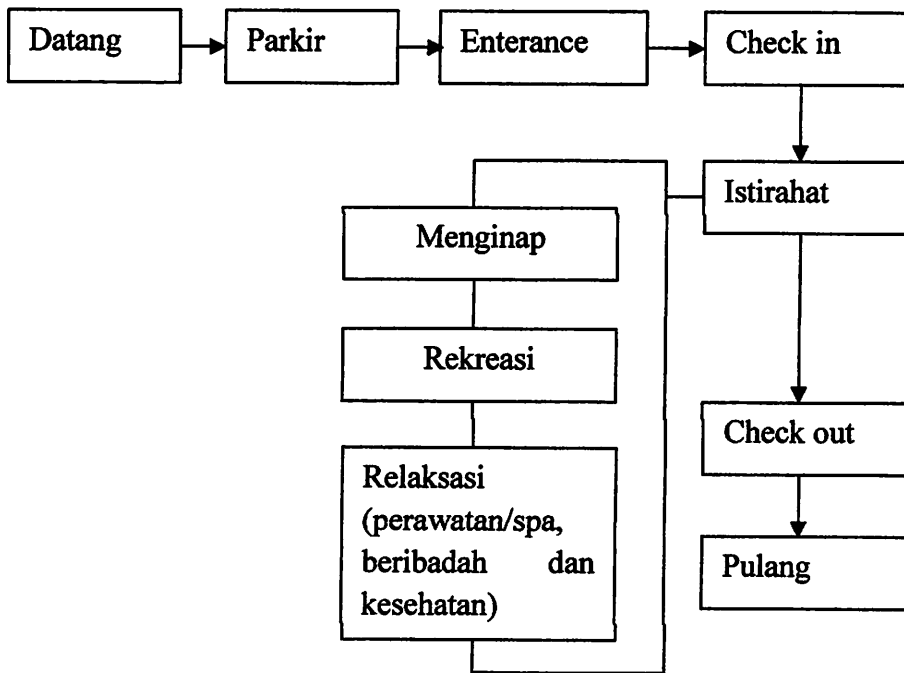 Datang
Parkir
Enterance
Check in
Istirahat
Menginap
Rekreasi
Relaksasi
(perawatan/spa,
beribadah dan
kesehatan)
Check out
Pulang